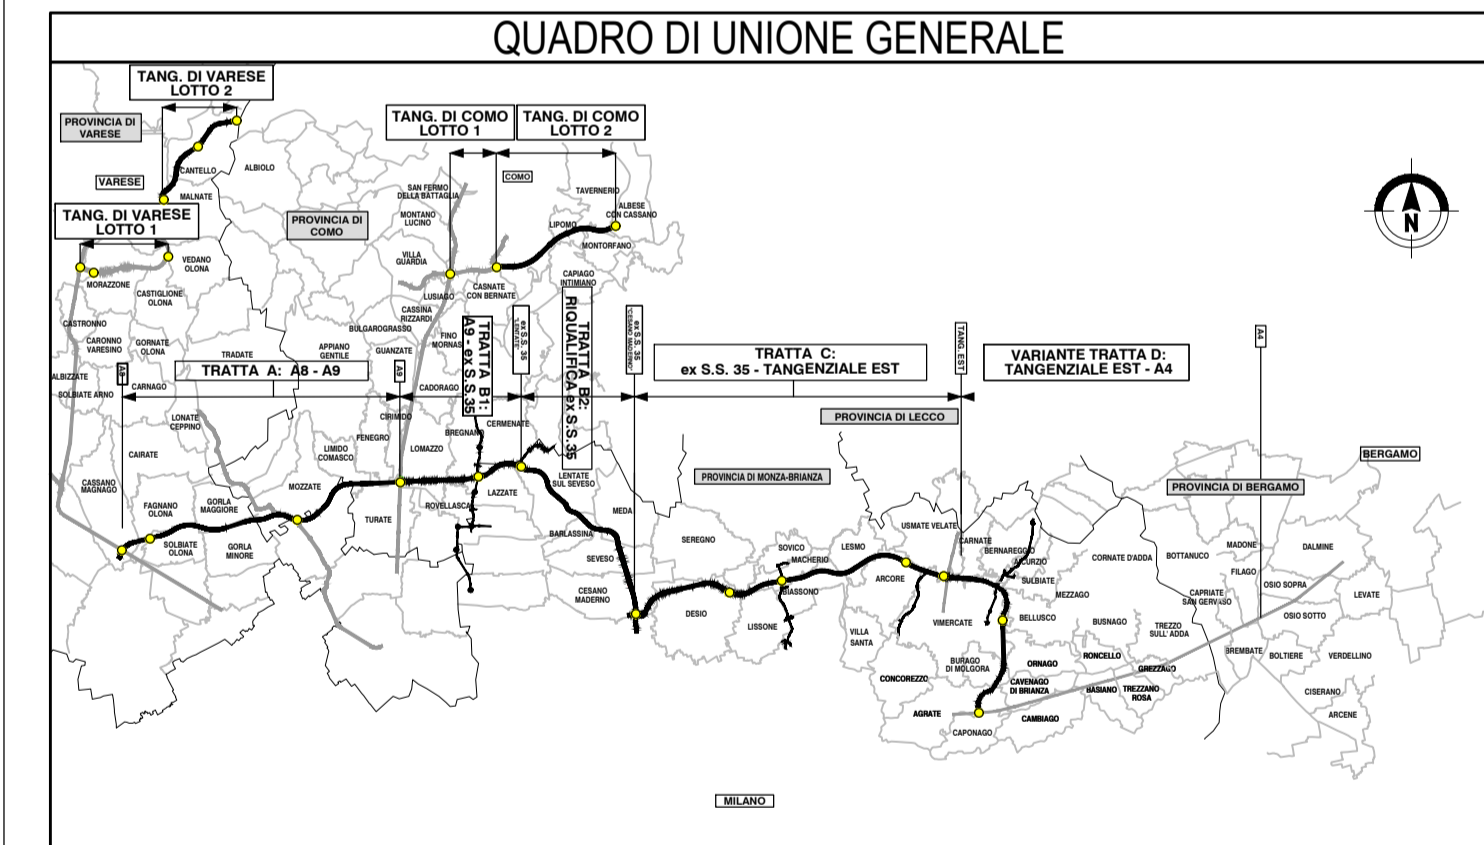 QUADRO DI UNIONE GENERALE
TANG. DI VARESE
LOTTO 2
PROVINCIA DI
VARESE
VARESE
CANTELLO
ALBIOLO
MALNATE
TANG. DI VARESE
LOTTO 1
PROVINCIA DI
COMO
TANG. DI COMO
LOTTO 1
TANG. DI COMO
LOTTO 2
COMO
SAN FERMO
DELLA BATTAGLIA
MONTANO
LUCINO
TAVERNERIO
ALBESE
CON CASSANO
LIPOMO
MONTORFANO
VILLA
GUARDIA
CAPIAGO
INTIMIANO
LUSIAGO
CASNATE
CON BERNATE
N
VEDANO
OLONA
MORAZZONE
CASTIGLIONE
OLONA
CASTRONNO
CARONNO
VARESINO
GORNATE
OLONA
CASSINA
RIZZARDI
BULGAROGRASSO
FINO
MORNAS
APPIANO
GENTILE
GUANZATE
TRADATE
ALBIZZATE
SOLBIATE ARNO
CARNAGO
A8
TRATTA A: A8 - A9
A9
CADORAGO
TRATTA B1:
A9 - ex S.S.35
ex S.S. 35
"LENTATE"
TRATTA B2:
RIQUALIFICA ex S.S.35
ex S.S. 35
"CESANO MADERNO"
TRATTA C:
ex S.S. 35 - TANGENZIALE EST
TANG. EST
VARIANTE TRATTA D:
TANGENZIALE EST - A4
A4
LONATE
CEPPINO
CAIRATE
CASSANO
MAGNAGO
FAGNANO
OLONA
SOLBIATE
OLONA
GORLA
MAGGIORE
GORLA
MINORE
MOZZATE
LIMIDO
COMASCO
FENEGRO
CIRIMIDO
LOMAZZO
BREGNANO
CERMENATE
TURATE
ROVELLASCA
LAZZATE
LENTATE
SUL SEVESO
MEDA
BARLASSINA
SEVESO
CESANO
MADERNO
PROVINCIA DI LECCO
PROVINCIA DI MONZA-BRIANZA
PROVINCIA DI BERGAMO
BERGAMO
SEREGNO
DESIO
LISSONE
SOVICO
MACHERIO
BIASSONO
LESMO
ARCORE
USMATE VELATE
CARNATE
BERNAREGGIO
SULBIATE
MEZZAGO
CORNATE D'ADDA
BOTTANUCO
MADONE
FILAGO
DALMINE
OSIO SOPRA
CAPRIATE
SAN GERVASO
LEVATE
OSIO SOTTO
VILLA
SANTA
VIMERCATE
BELLUSCO
BUSNAGO
TREZZO
SULL' ADDA
BREMBATE
BOLTIERE
VERDELLINO
CISERANO
ARCENE
CONCOREZZO
BURAGO
DI MOLGORA
ORNAGO
RONCELLO
GREZZAGO
CAVENAGO
DI BRIANZA
BASIANO
TREZZANO
ROSA
AGRATE
CAMBIAGO
CAPONAGO
MILANO